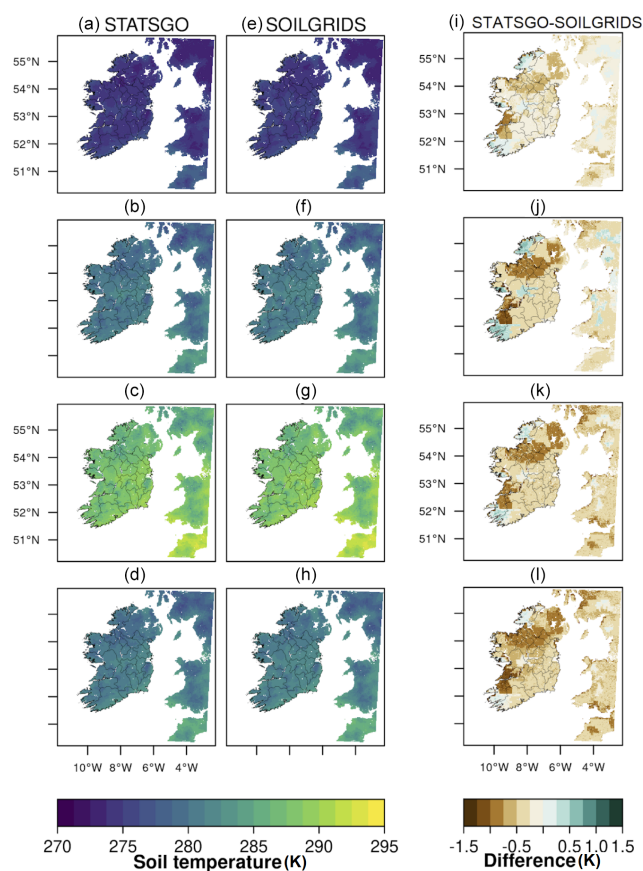 (a) STATSGO (e) SOILGRIDS (i) STATSGO-SOILGRIDS
55°N 55°N
54°N 54°N
53°N 53°N
52°N 52°N
51°N 51°N
(b) (f) (j)
(c) (g) (k)
55°N 55°N
54°N 54°N
53°N 53°N
52°N 52°N
51°N 51°N
(d) (h) (l)
10°W 8°W 6°W 4°W 10°W 8°W 6°W 4°W
270 275 280 285 290 295 -1.5 -0.5 0.5 1.0 1.5
Soil temperature(K) Difference(K)